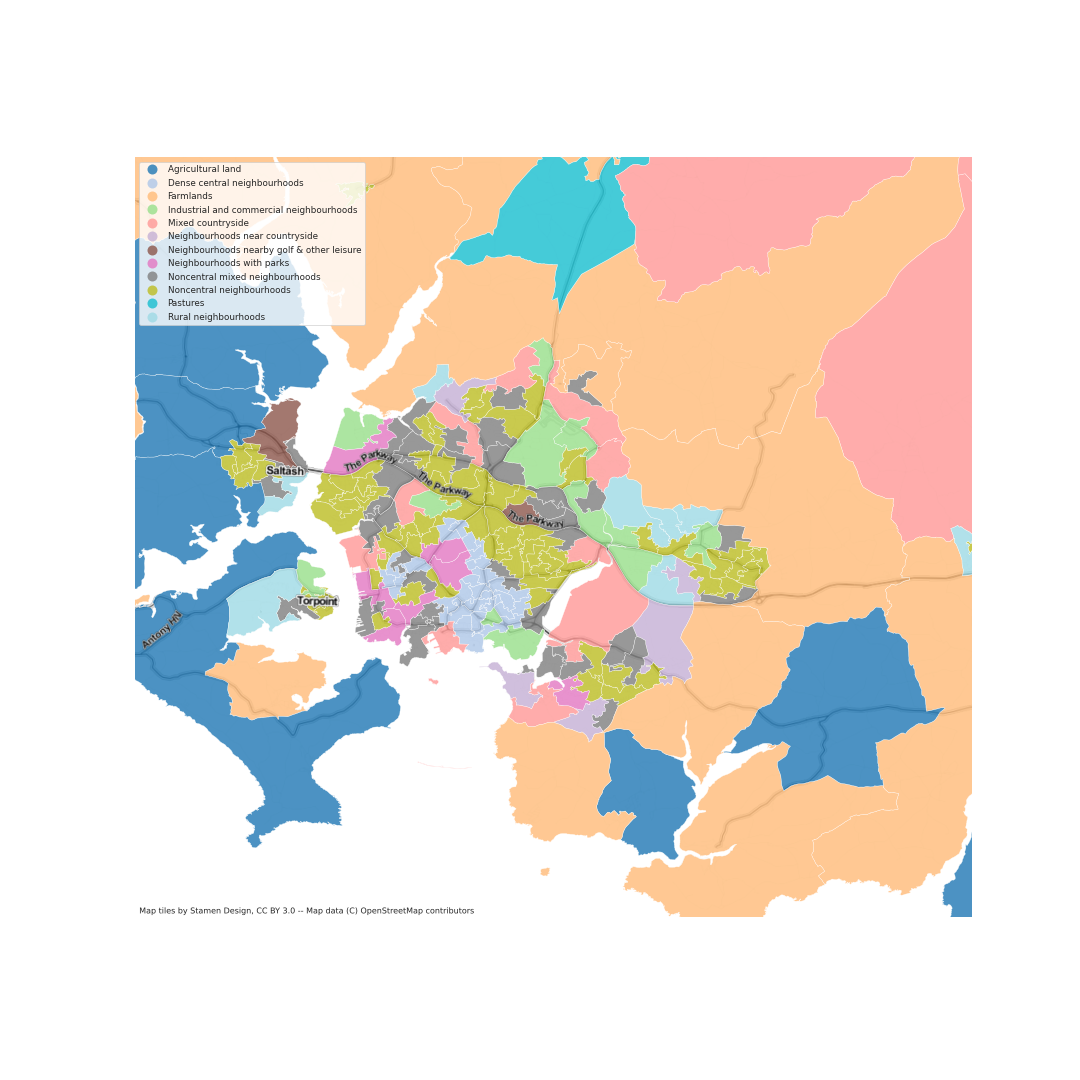 Agricultural land
Dense central neighbourhoods
Farmlands
Industrial and commercial neighbourhoods
Mixed countryside
Neighbourhoods near countryside
Neighbourhoods nearby golf & other leisure
Neighbourhoods with parks
Noncentral mixed neighbourhoods
Noncentral neighbourhoods
Pastures
Rural neighbourhoods
The Parkway
Saltash
The Parkway
The Parkway
Torpoint
Antony HN
Map tiles by Stamen Design, CC BY 3.0 -- Map data (C) OpenStreetMap contributors